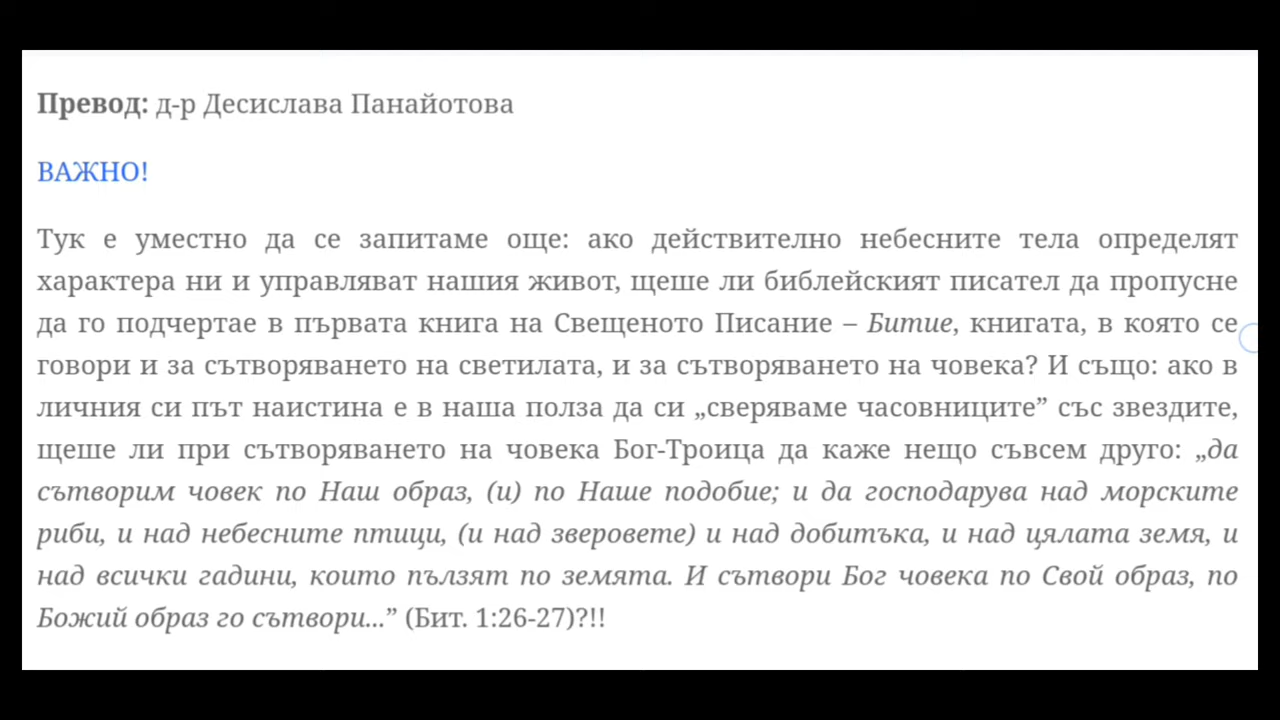 Превод: д-р Десислава Панайотова
ВАЖНО!
Тук е уместно да се запитаме още: ако действително небесните тела определят
характера ни и управляват нашия живот, щеше ли библейският писател да пропусне
да го подчертае в първата книга на Свещеното Писание – Битие, книгата, в която се
говори и за сътворяването на светилата, и за сътворяването на човека? И също: ако в
личния си път наистина е в наша полза да си „сверяваме часовниците” със звездите,
щеше ли при сътворяването на човека Бог-Троица да каже нещо съвсем друго: „да
сътворим човек по Наш образ, (и) по Наше подобие; и да господарува над морските
риби, и над небесните птици, (и над зверовете) и над добитъка, и над цялата земя, и
над всички гадини, които пълзят по земята. И сътвори Бог човека по Свой образ, по
Божий образ го сътвори...” (Бит. 1:26-27)?!!